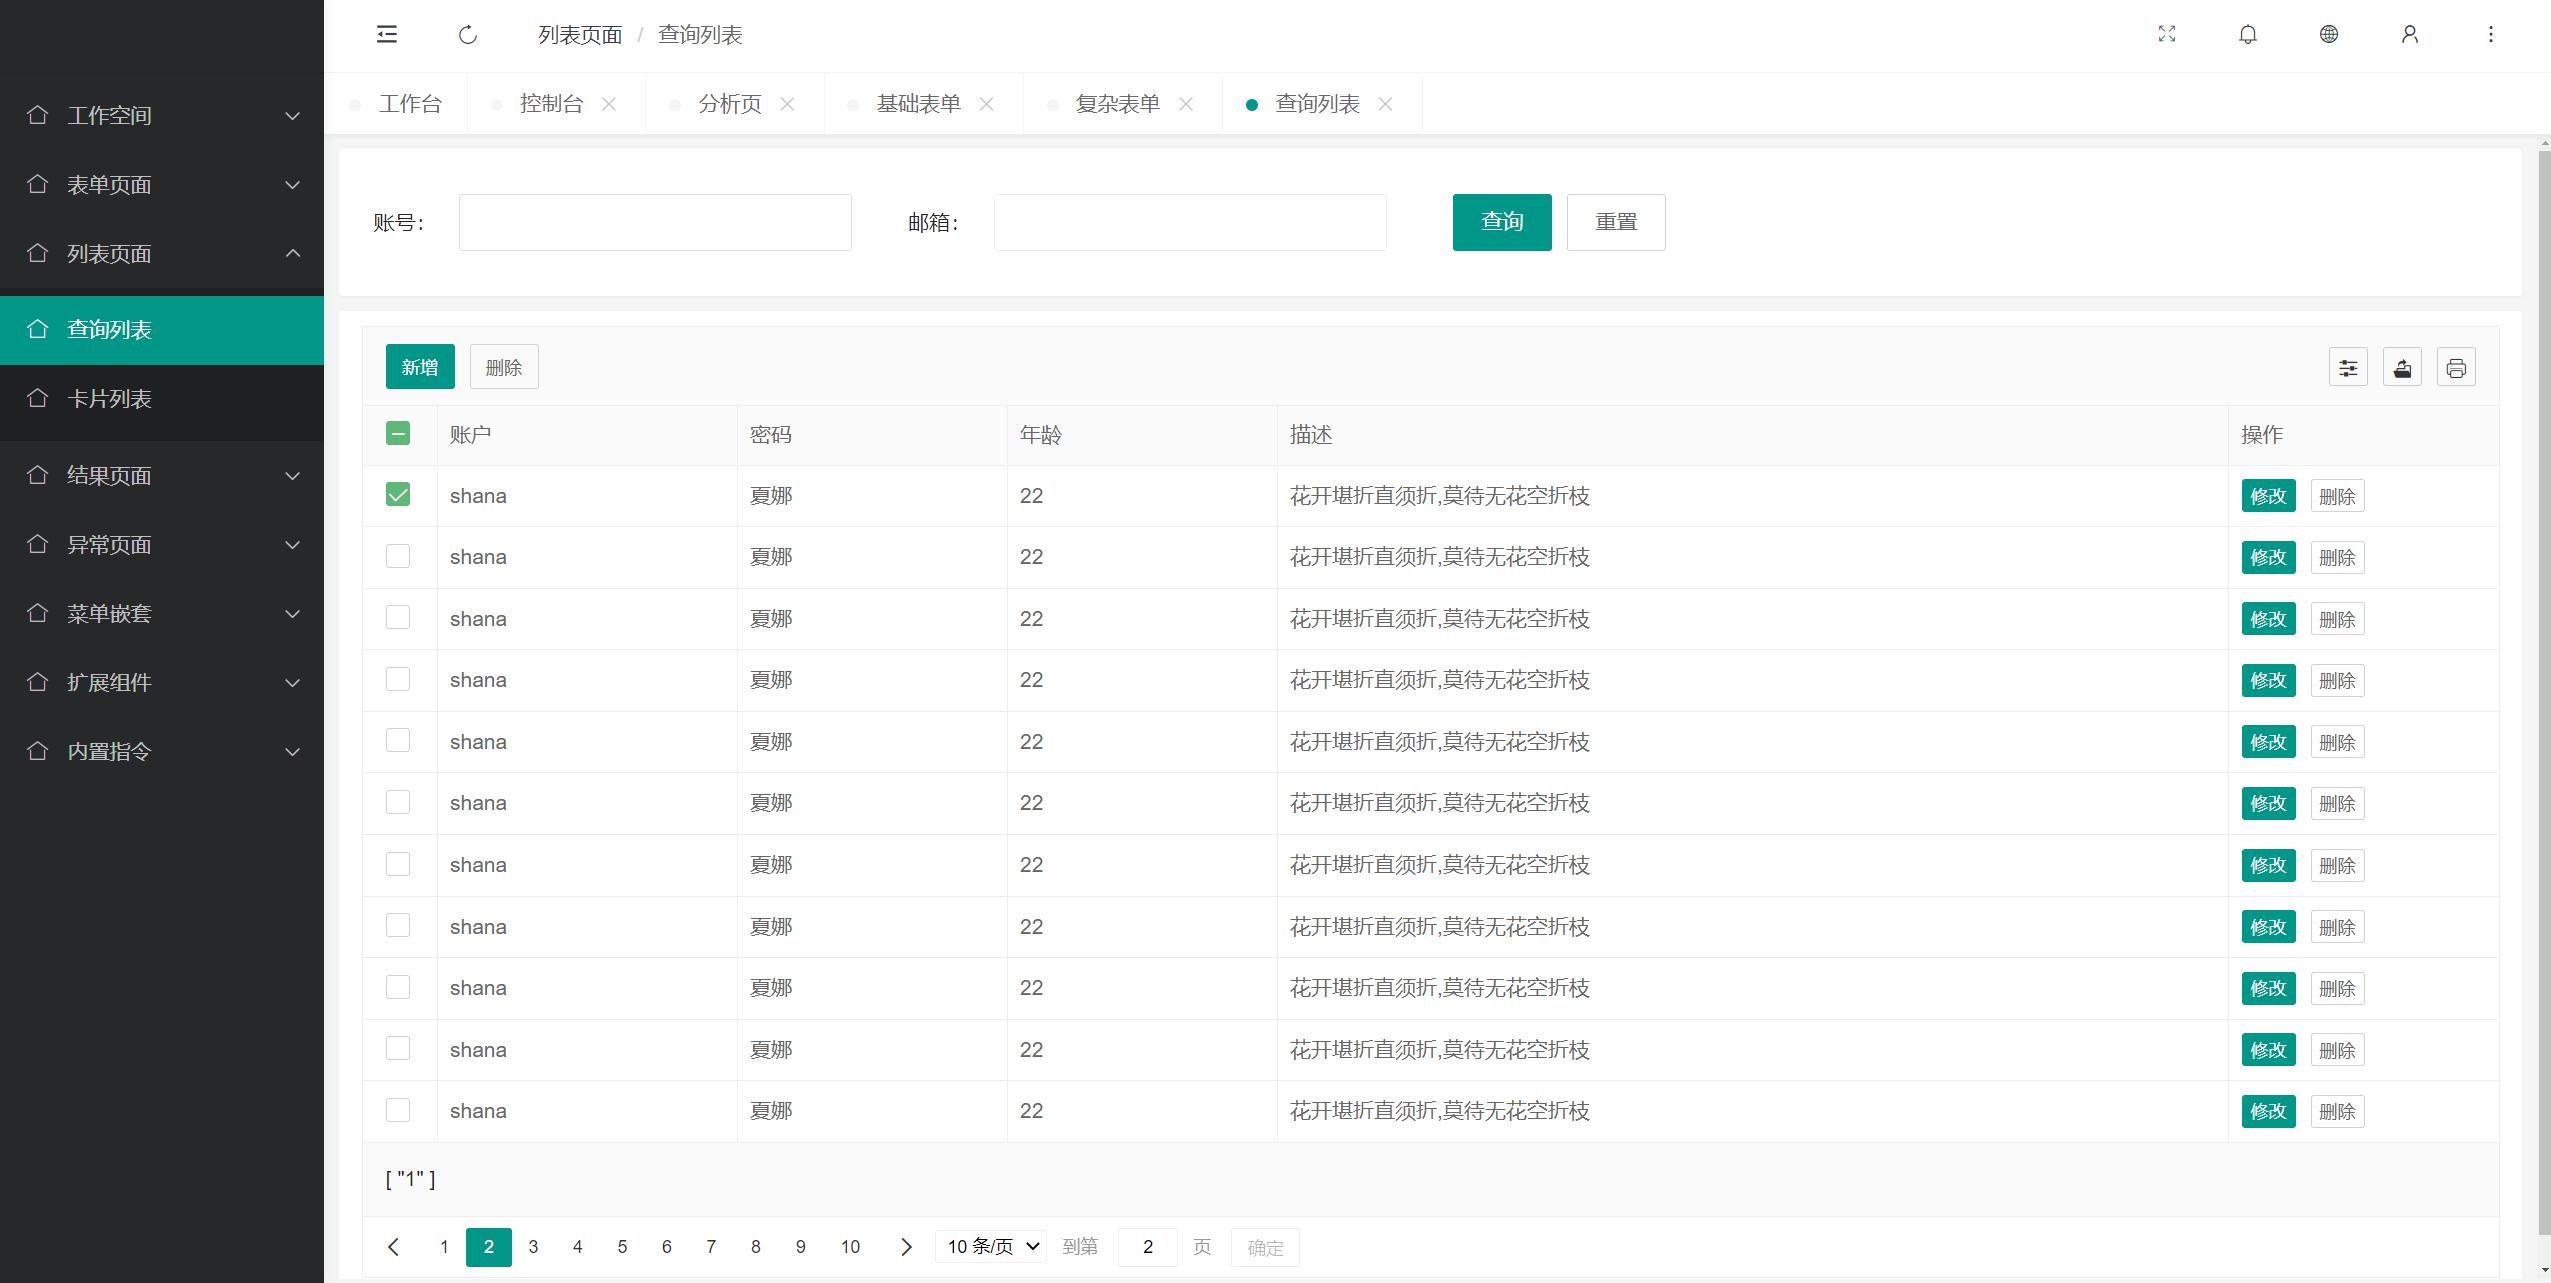 列表页面 / 查询列表
工作台 控制台 分析页 基础表单 复杂表单 查询列表
工作空间
表单页面
列表页面
查询列表
卡片列表
结果页面
异常页面
菜单嵌套
扩展组件
内置指令
账号： 邮箱： 查询 重置
新增 删除
账户 密码 年龄 描述 操作
shana 夏娜 22 花开堪折直须折,莫待无花空折枝 修改 删除
shana 夏娜 22 花开堪折直须折,莫待无花空折枝 修改 删除
shana 夏娜 22 花开堪折直须折,莫待无花空折枝 修改 删除
shana 夏娜 22 花开堪折直须折,莫待无花空折枝 修改 删除
shana 夏娜 22 花开堪折直须折,莫待无花空折枝 修改 删除
shana 夏娜 22 花开堪折直须折,莫待无花空折枝 修改 删除
shana 夏娜 22 花开堪折直须折,莫待无花空折枝 修改 删除
shana 夏娜 22 花开堪折直须折,莫待无花空折枝 修改 删除
shana 夏娜 22 花开堪折直须折,莫待无花空折枝 修改 删除
shana 夏娜 22 花开堪折直须折,莫待无花空折枝 修改 删除
shana 夏娜 22 花开堪折直须折,莫待无花空折枝 修改 删除
[ "1" ]
1 2 3 4 5 6 7 8 9 10 10 条/页 到第 2 页 确定